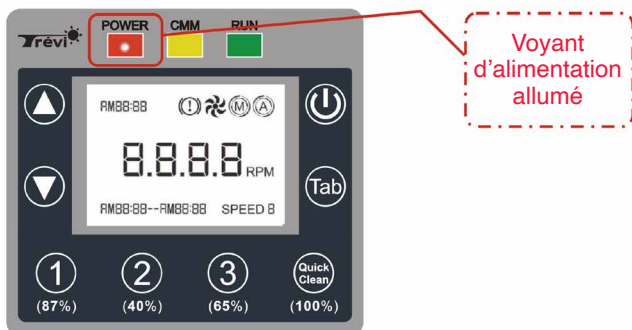 POWER CMM RUN
Trévi
Voyant
d'alimentation
allumé
AM88:88 (!) M A
8.8.8.8 RPM
Tab
AM88:88--AM88:88 SPEED 8
1 2 3 Quick
Clean
(87%) (40%) (65%) (100%)